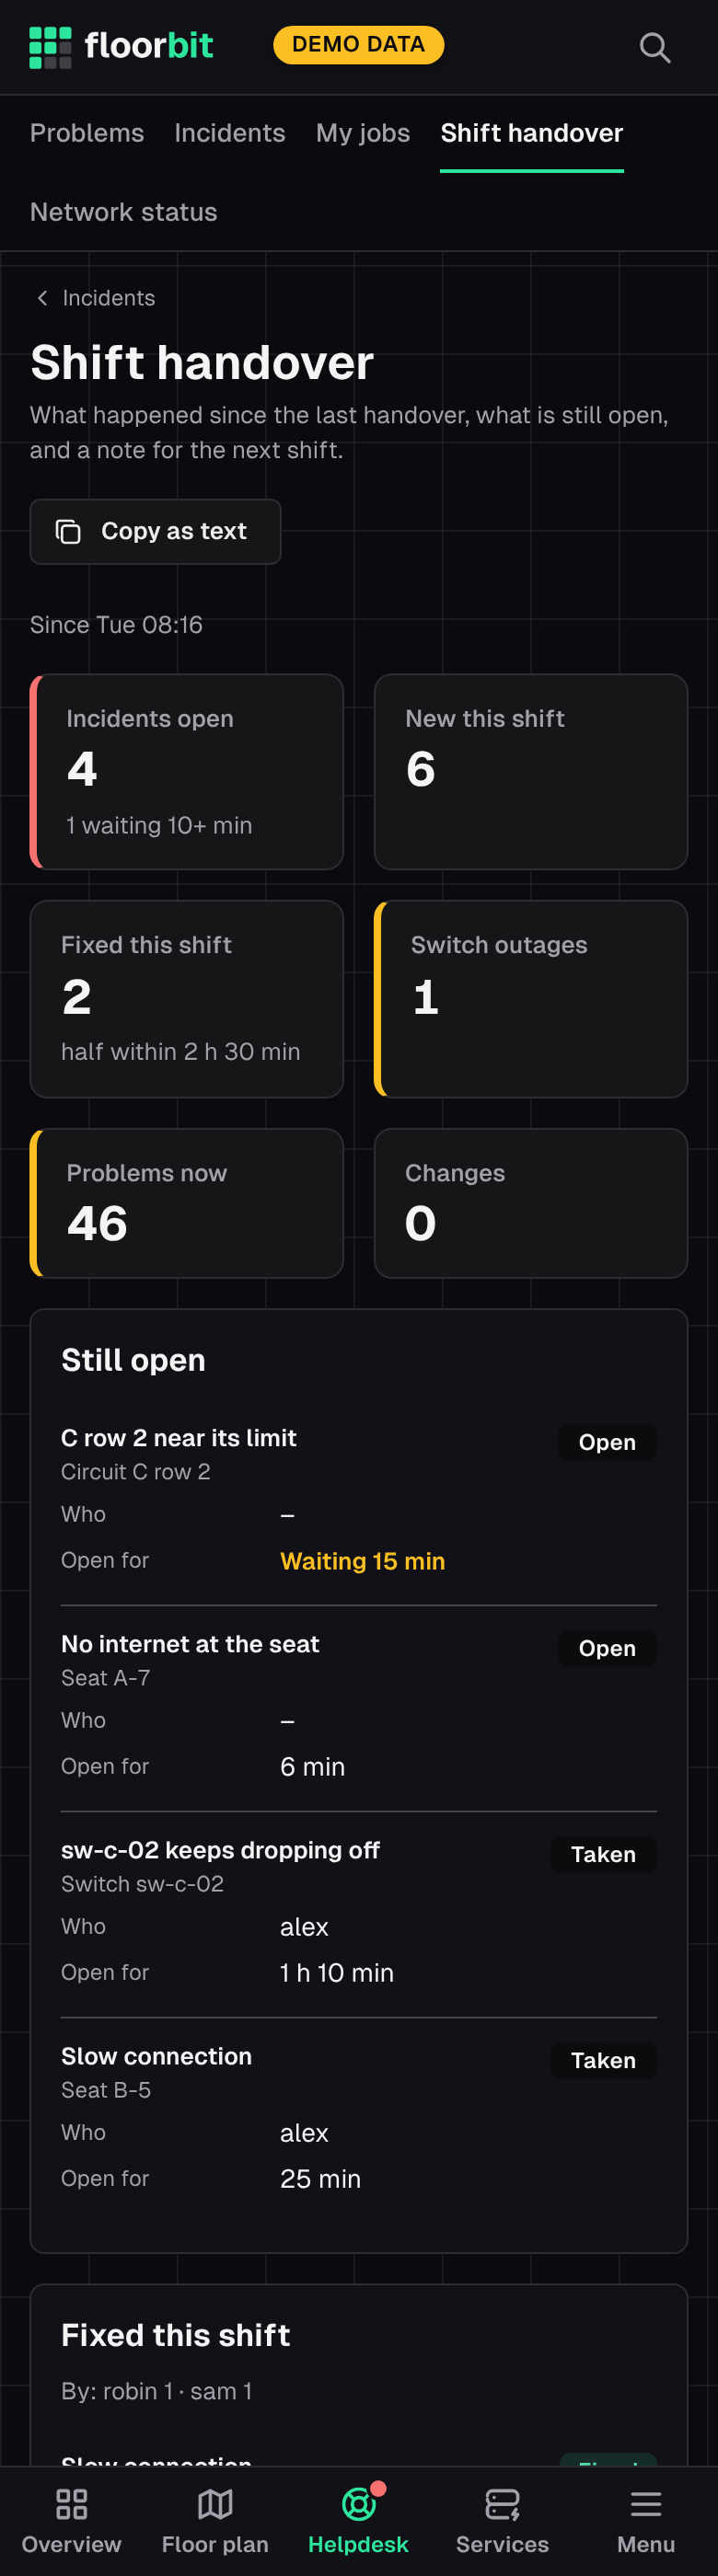 floorbit
DEMO DATA
Problems Incidents My jobs Shift handover
Network status
Incidents
Shift handover
What happened since the last handover, what is still open,
and a note for the next shift.
Copy as text
Since Tue 08:16
Incidents open
4
1 waiting 10+ min
New this shift
6
Fixed this shift
2
half within 2 h 30 min
Switch outages
1
Problems now
46
Changes
0
Still open
C row 2 near its limit
Open
Circuit C row 2
Who –
Open for Waiting 15 min
No internet at the seat
Open
Seat A-7
Who –
Open for 6 min
sw-c-02 keeps dropping off
Taken
Switch sw-c-02
Who alex
Open for 1 h 10 min
Slow connection
Taken
Seat B-5
Who alex
Open for 25 min
Fixed this shift
By: robin 1 · sam 1
Slow connection
Overview Floor plan Helpdesk Services Menu